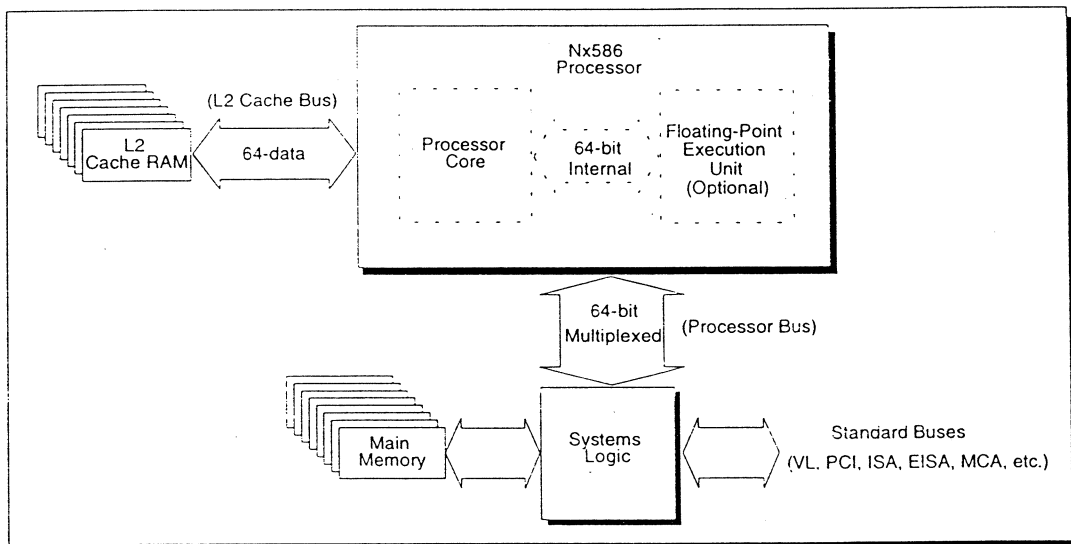 Nx586
Processor
(L2 Cache Bus)
L2
Cache RAM
64-data
Processor
Core
64-bit
Internal
Floating-Point
Execution
Unit
(Optional)
64-bit
Multiplexed
(Processor Bus)
Main
Memory
Systems
Logic
Standard Buses
(VL, PCI, ISA, EISA, MCA, etc.)